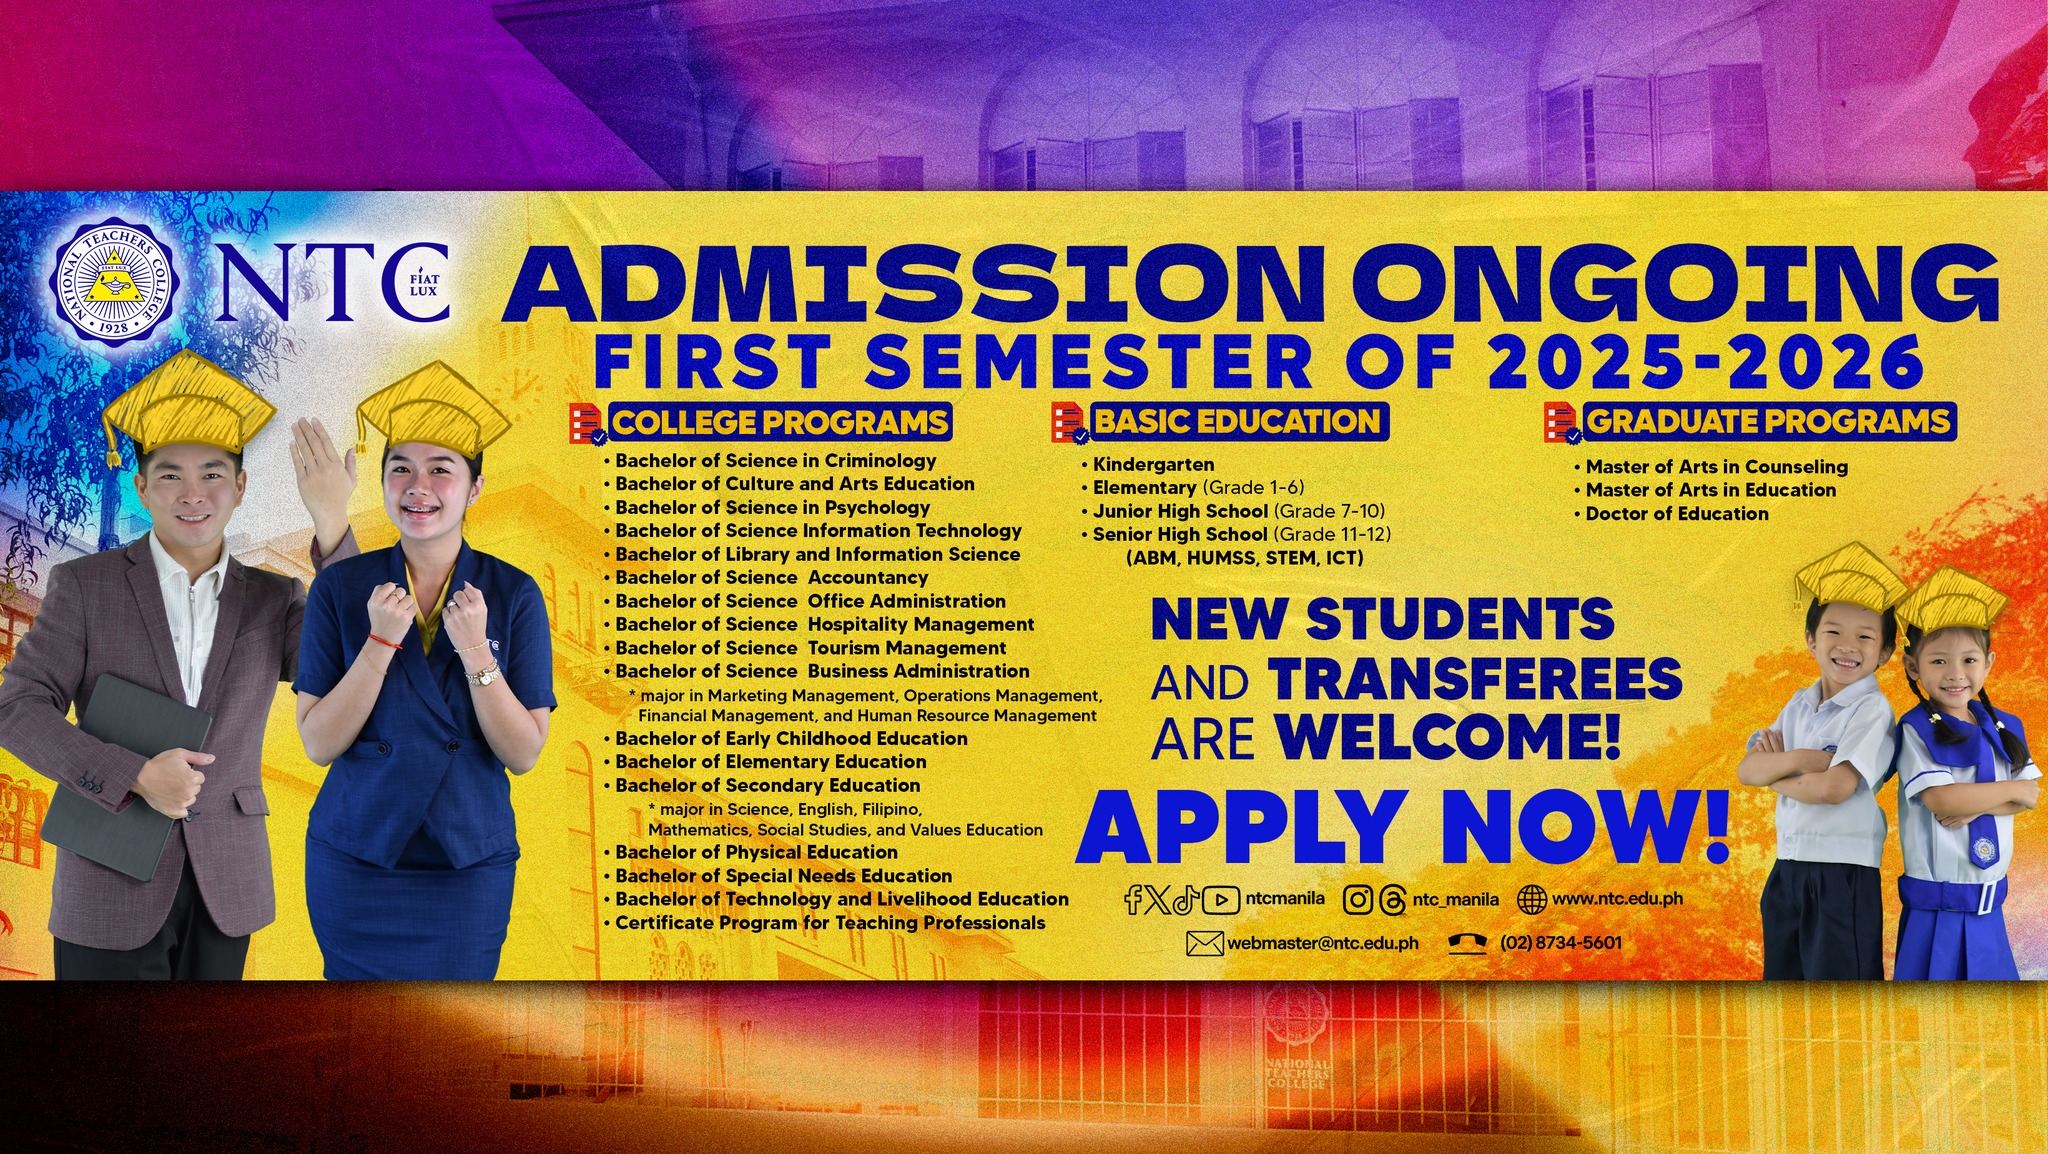 NATIONAL TEACHERS COLLEGE
FIAT LUX
1928
NTC
FIAT
LUX
ADMISSION ONGOING
FIRST SEMESTER OF 2025-2026
COLLEGE PROGRAMS
• Bachelor of Science in Criminology
• Bachelor of Culture and Arts Education
• Bachelor of Science in Psychology
• Bachelor of Science Information Technology
• Bachelor of Library and Information Science
• Bachelor of Science Accountancy
• Bachelor of Science Office Administration
• Bachelor of Science Hospitality Management
• Bachelor of Science Tourism Management
• Bachelor of Science Business Administration
* major in Marketing Management, Operations Management,
Financial Management, and Human Resource Management
• Bachelor of Early Childhood Education
• Bachelor of Elementary Education
• Bachelor of Secondary Education
* major in Science, English, Filipino,
Mathematics, Social Studies, and Values Education
• Bachelor of Physical Education
• Bachelor of Special Needs Education
• Bachelor of Technology and Livelihood Education
• Certificate Program for Teaching Professionals
BASIC EDUCATION
• Kindergarten
• Elementary (Grade 1-6)
• Junior High School (Grade 7-10)
• Senior High School (Grade 11-12)
(ABM, HUMSS, STEM, ICT)
GRADUATE PROGRAMS
• Master of Arts in Counseling
• Master of Arts in Education
• Doctor of Education
NEW STUDENTS
AND TRANSFEREES
ARE WELCOME!
APPLY NOW!
ntcmanila ntc_manila www.ntc.edu.ph
webmaster@ntc.edu.ph (02) 8734-5601
NATIONAL
TEACHERS
COLLEGE